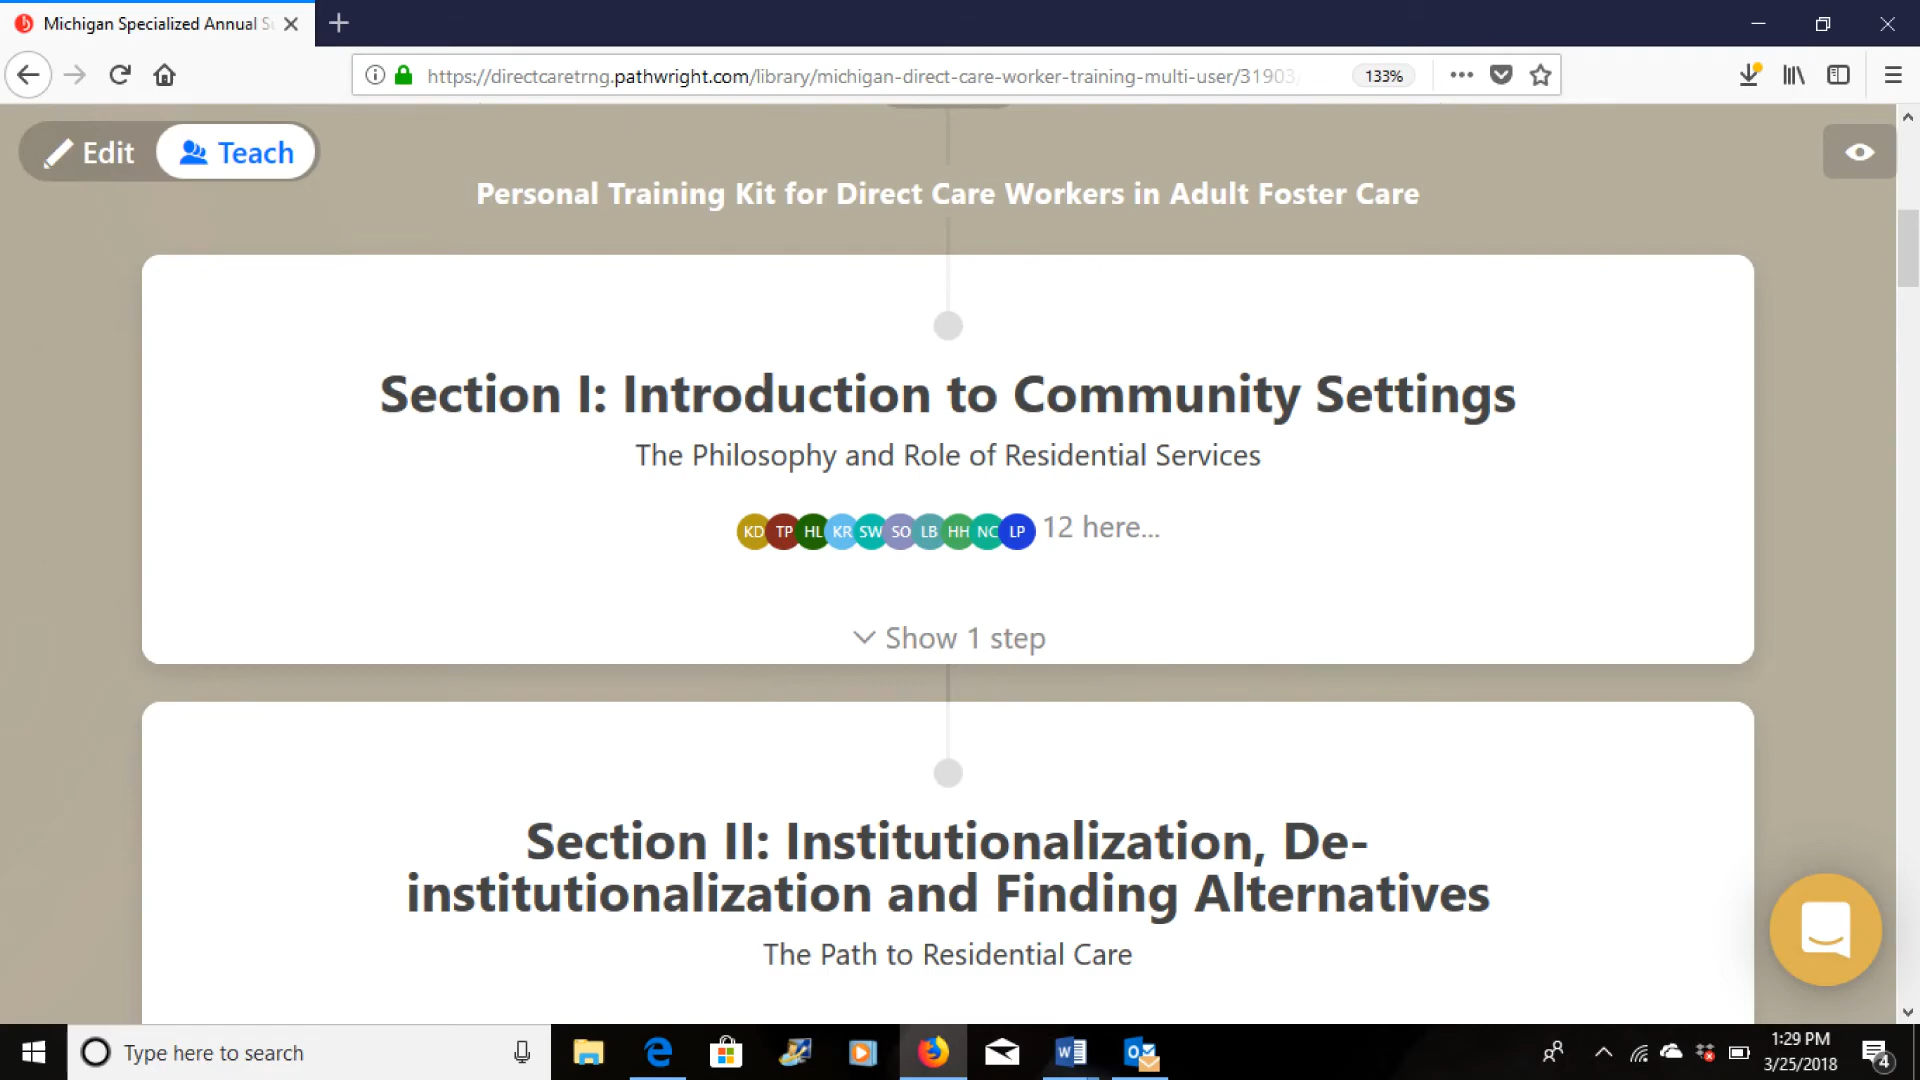 Michigan Specialized Annual S
https://directcaretrng.pathwright.com/library/michigan-direct-care-worker-training-multi-user/31903
133%
Edit
Teach
Personal Training Kit for Direct Care Workers in Adult Foster Care
Section I: Introduction to Community Settings
The Philosophy and Role of Residential Services
KD TP HL KR SW SO LB HH NC LP 12 here...
Show 1 step
Section II: Institutionalization, De-
institutionalization and Finding Alternatives
The Path to Residential Care
Type here to search
1:29 PM
3/25/2018
4